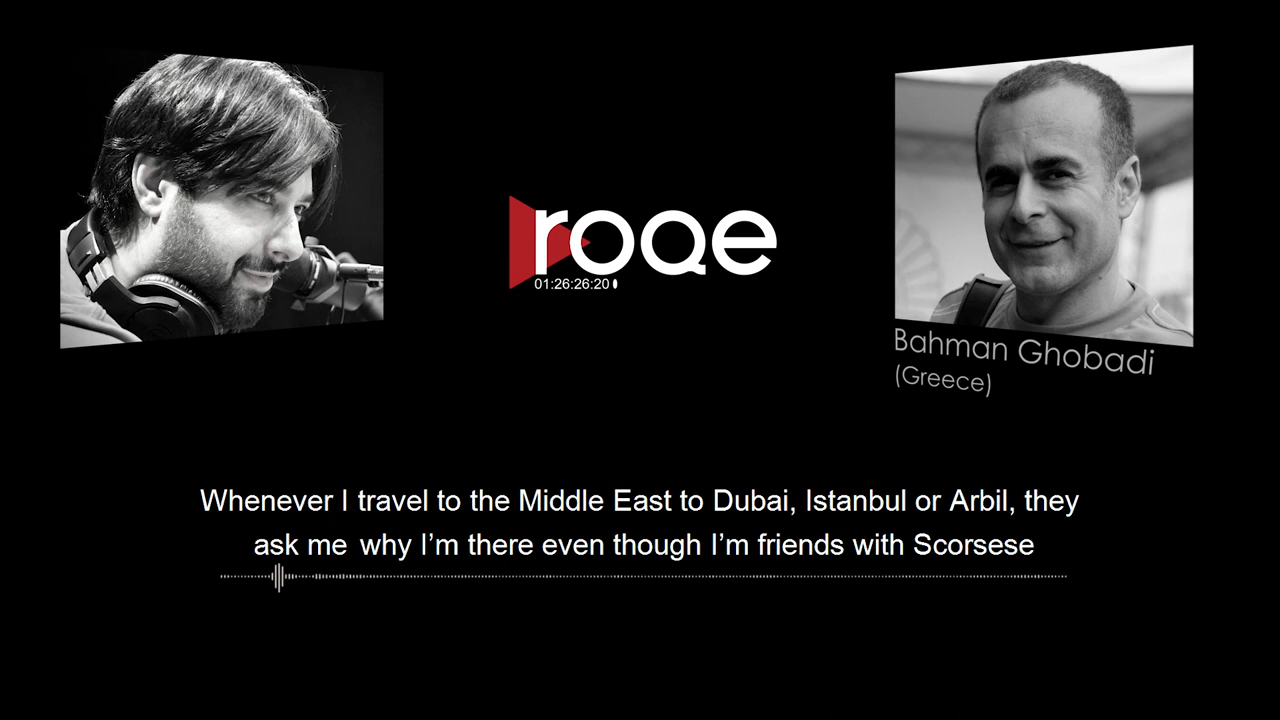 roqe
01:26:26:20
Bahman Ghobadi
(Greece)
Whenever I travel to the Middle East to Dubai, Istanbul or Arbil, they
ask me why I’m there even though I’m friends with Scorsese